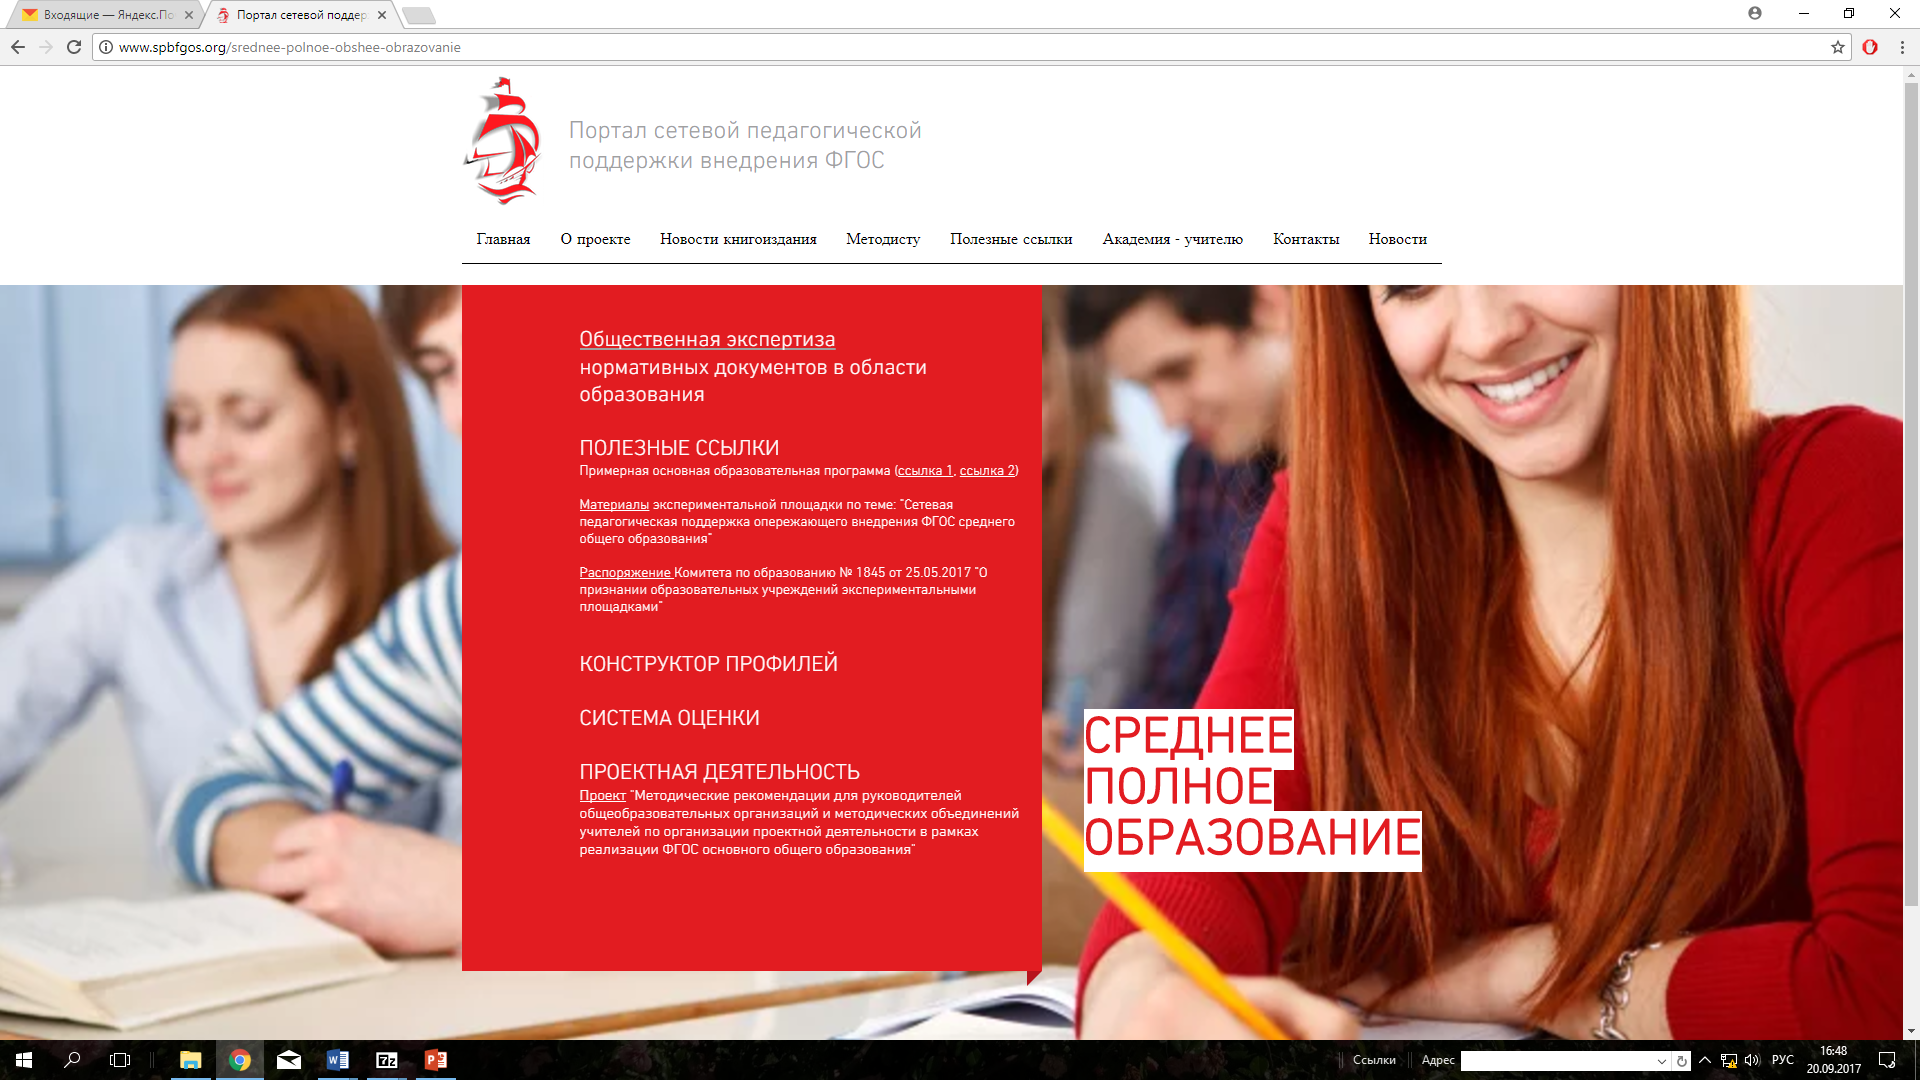 Входящие — Яндекс.По
Портал сетевой поддер
www.spbfgos.org/srednee-polnoe-obshee-obrazovanie
Портал сетевой педагогической
поддержки внедрения ФГОС
Главная О проекте Новости книгоиздания Методисту Полезные ссылки Академия - учителю Контакты Новости
Общественная экспертиза
нормативных документов в области
образования
ПОЛЕЗНЫЕ ССЫЛКИ
Примерная основная образовательная программа (ссылка 1, ссылка 2)
Материалы экспериментальной площадки по теме: "Сетевая
педагогическая поддержка опережающего внедрения ФГОС среднего
общего образования"
Распоряжение Комитета по образованию № 1845 от 25.05.2017 "О
признании образовательных учреждений экспериментальными
площадками"
КОНСТРУКТОР ПРОФИЛЕЙ
СИСТЕМА ОЦЕНКИ
ПРОЕКТНАЯ ДЕЯТЕЛЬНОСТЬ
Проект "Методические рекомендации для руководителей
общеобразовательных организаций и методических объединений
учителей по организации проектной деятельности в рамках
реализации ФГОС основного общего образования"
СРЕДНЕЕ
ПОЛНОЕ
ОБРАЗОВАНИЕ
Ссылки Адрес РУС 16:48
20.09.2017